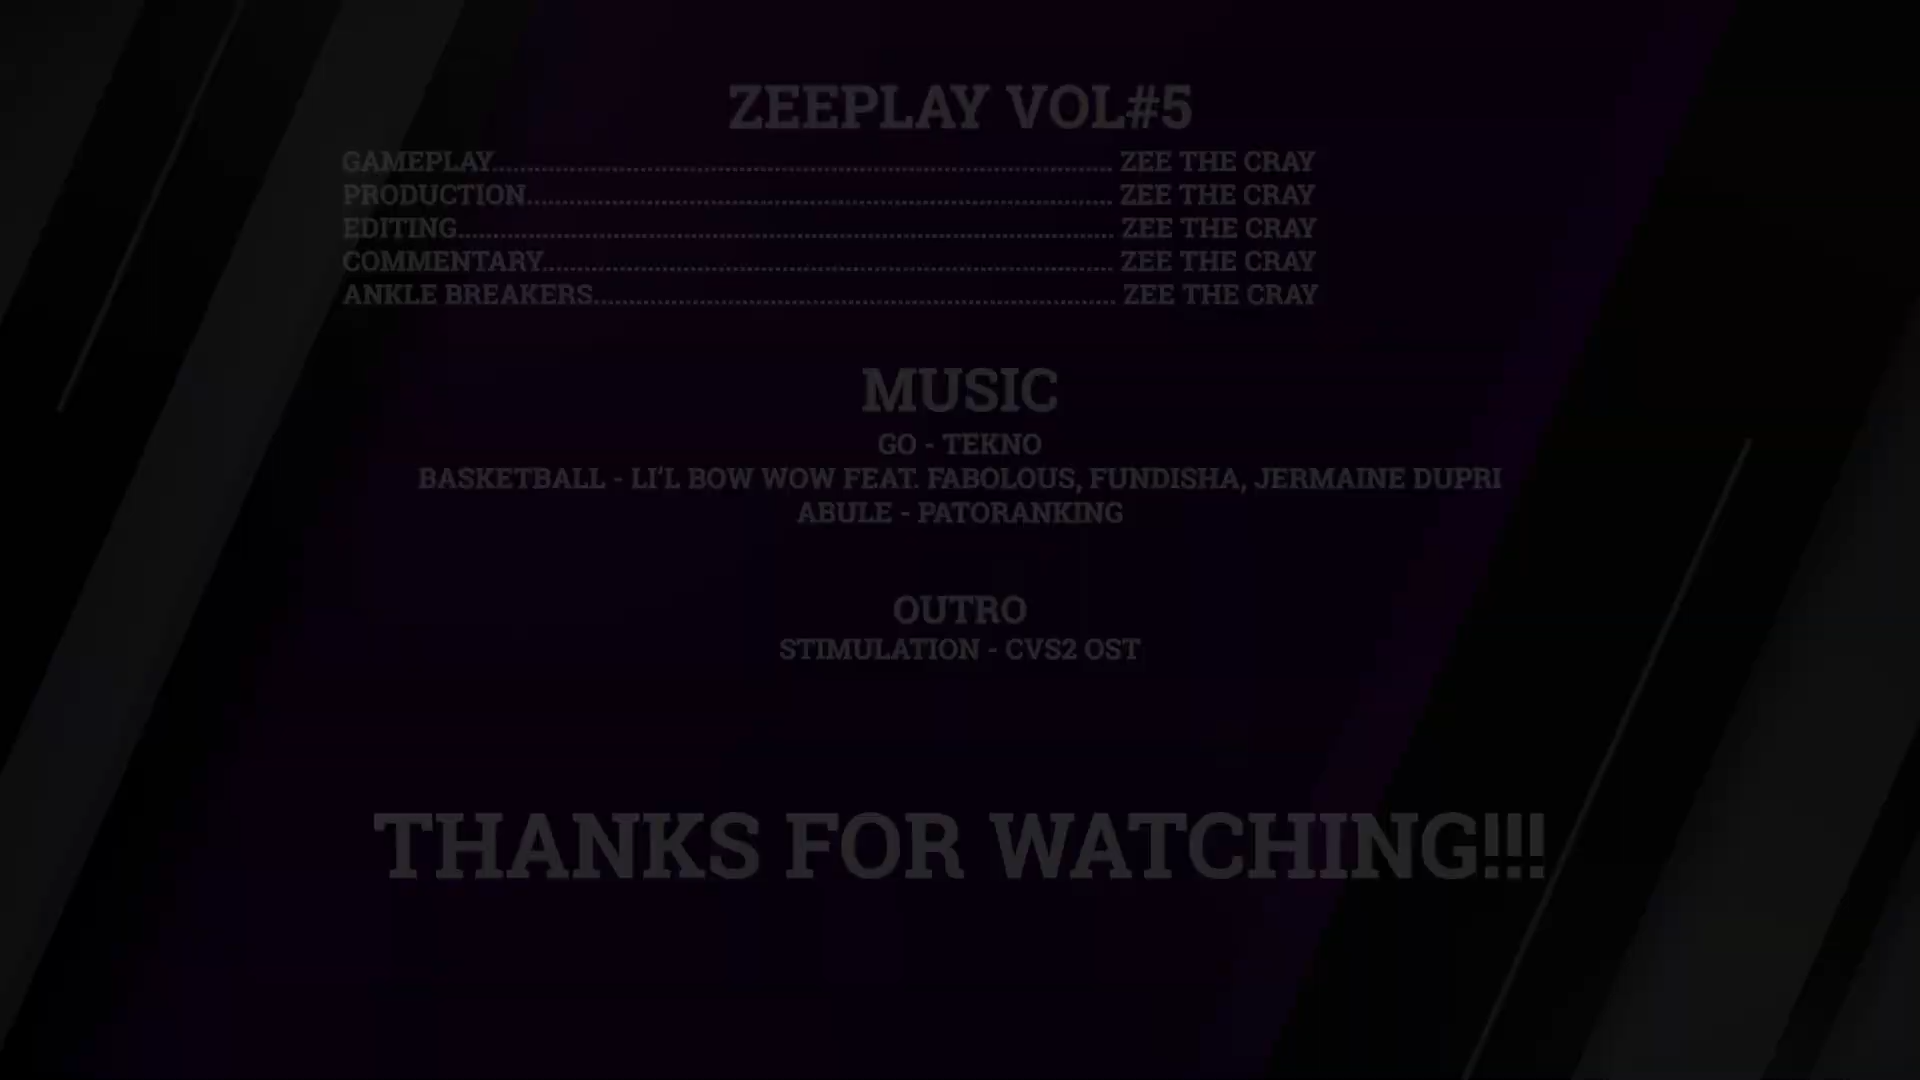 ZEEPLAY VOL#5
GAMEPLAY........................................................................................ ZEE THE CRAY
PRODUCTION................................................................................... ZEE THE CRAY
EDITING............................................................................................. ZEE THE CRAY
COMMENTARY................................................................................. ZEE THE CRAY
ANKLE BREAKERS.......................................................................... ZEE THE CRAY
MUSIC
GO - TEKNO
BASKETBALL - LI'L BOW WOW FEAT. FABOLOUS, FUNDISHA, JERMAINE DUPRI
ABULE - PATORANKING
OUTRO
STIMULATION - CVS2 OST
THANKS FOR WATCHING!!!